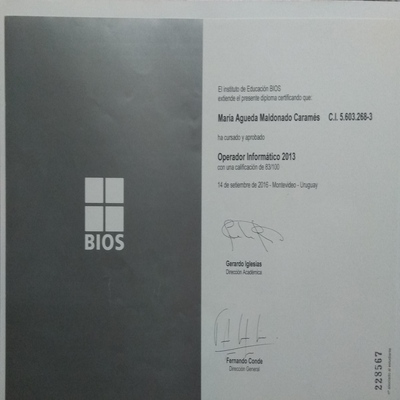 El instituto de Educación BIOS
extiende el presente diploma certificando que:
María Agueda Maldonado Caramés C.I. 5.603.268-3
ha cursado y aprobado
Operador Informático 2013
con una calificación de 83/100
14 de setiembre de 2016 - Montevideo - Uruguay
BIOS
Gerardo Iglesias
Dirección Académica
Fernando Conde
Dirección General
228567